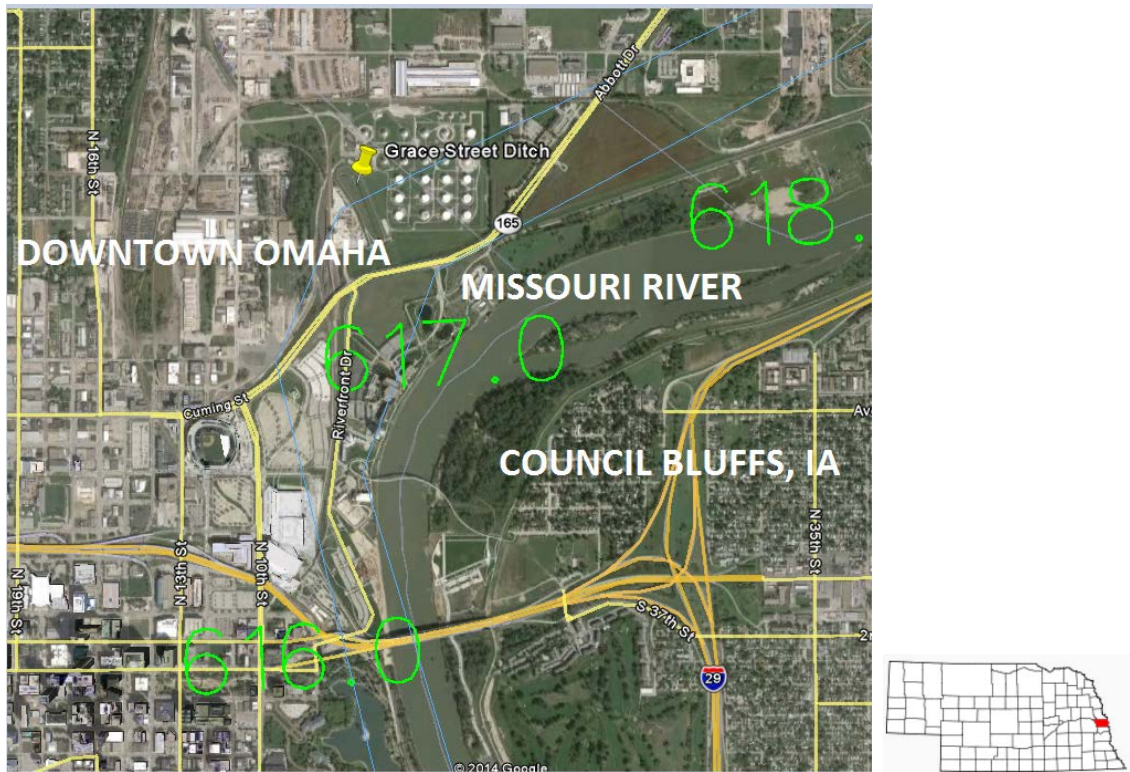 Abbott Dr
N 16th St
Grace Street Ditch
618.
165
DOWNTOWN OMAHA
MISSOURI RIVER
617.0
Riverfront Dr
Cuming St
Av
COUNCIL BLUFFS, IA
N 35th St
N 19th St
N 13th St
N 10th St
S 37th St
616.0
2n
29
© 2014 Google